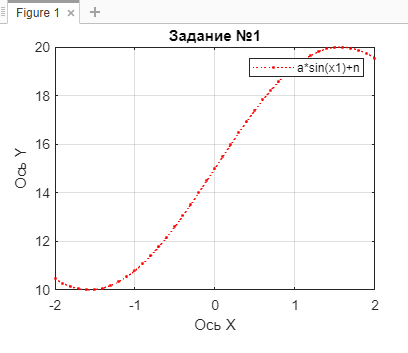 Figure 1
Задание №1
a*sin(x1)+n
Ось Y
20
18
16
14
12
10
-2 -1 0 1 2
Ось X